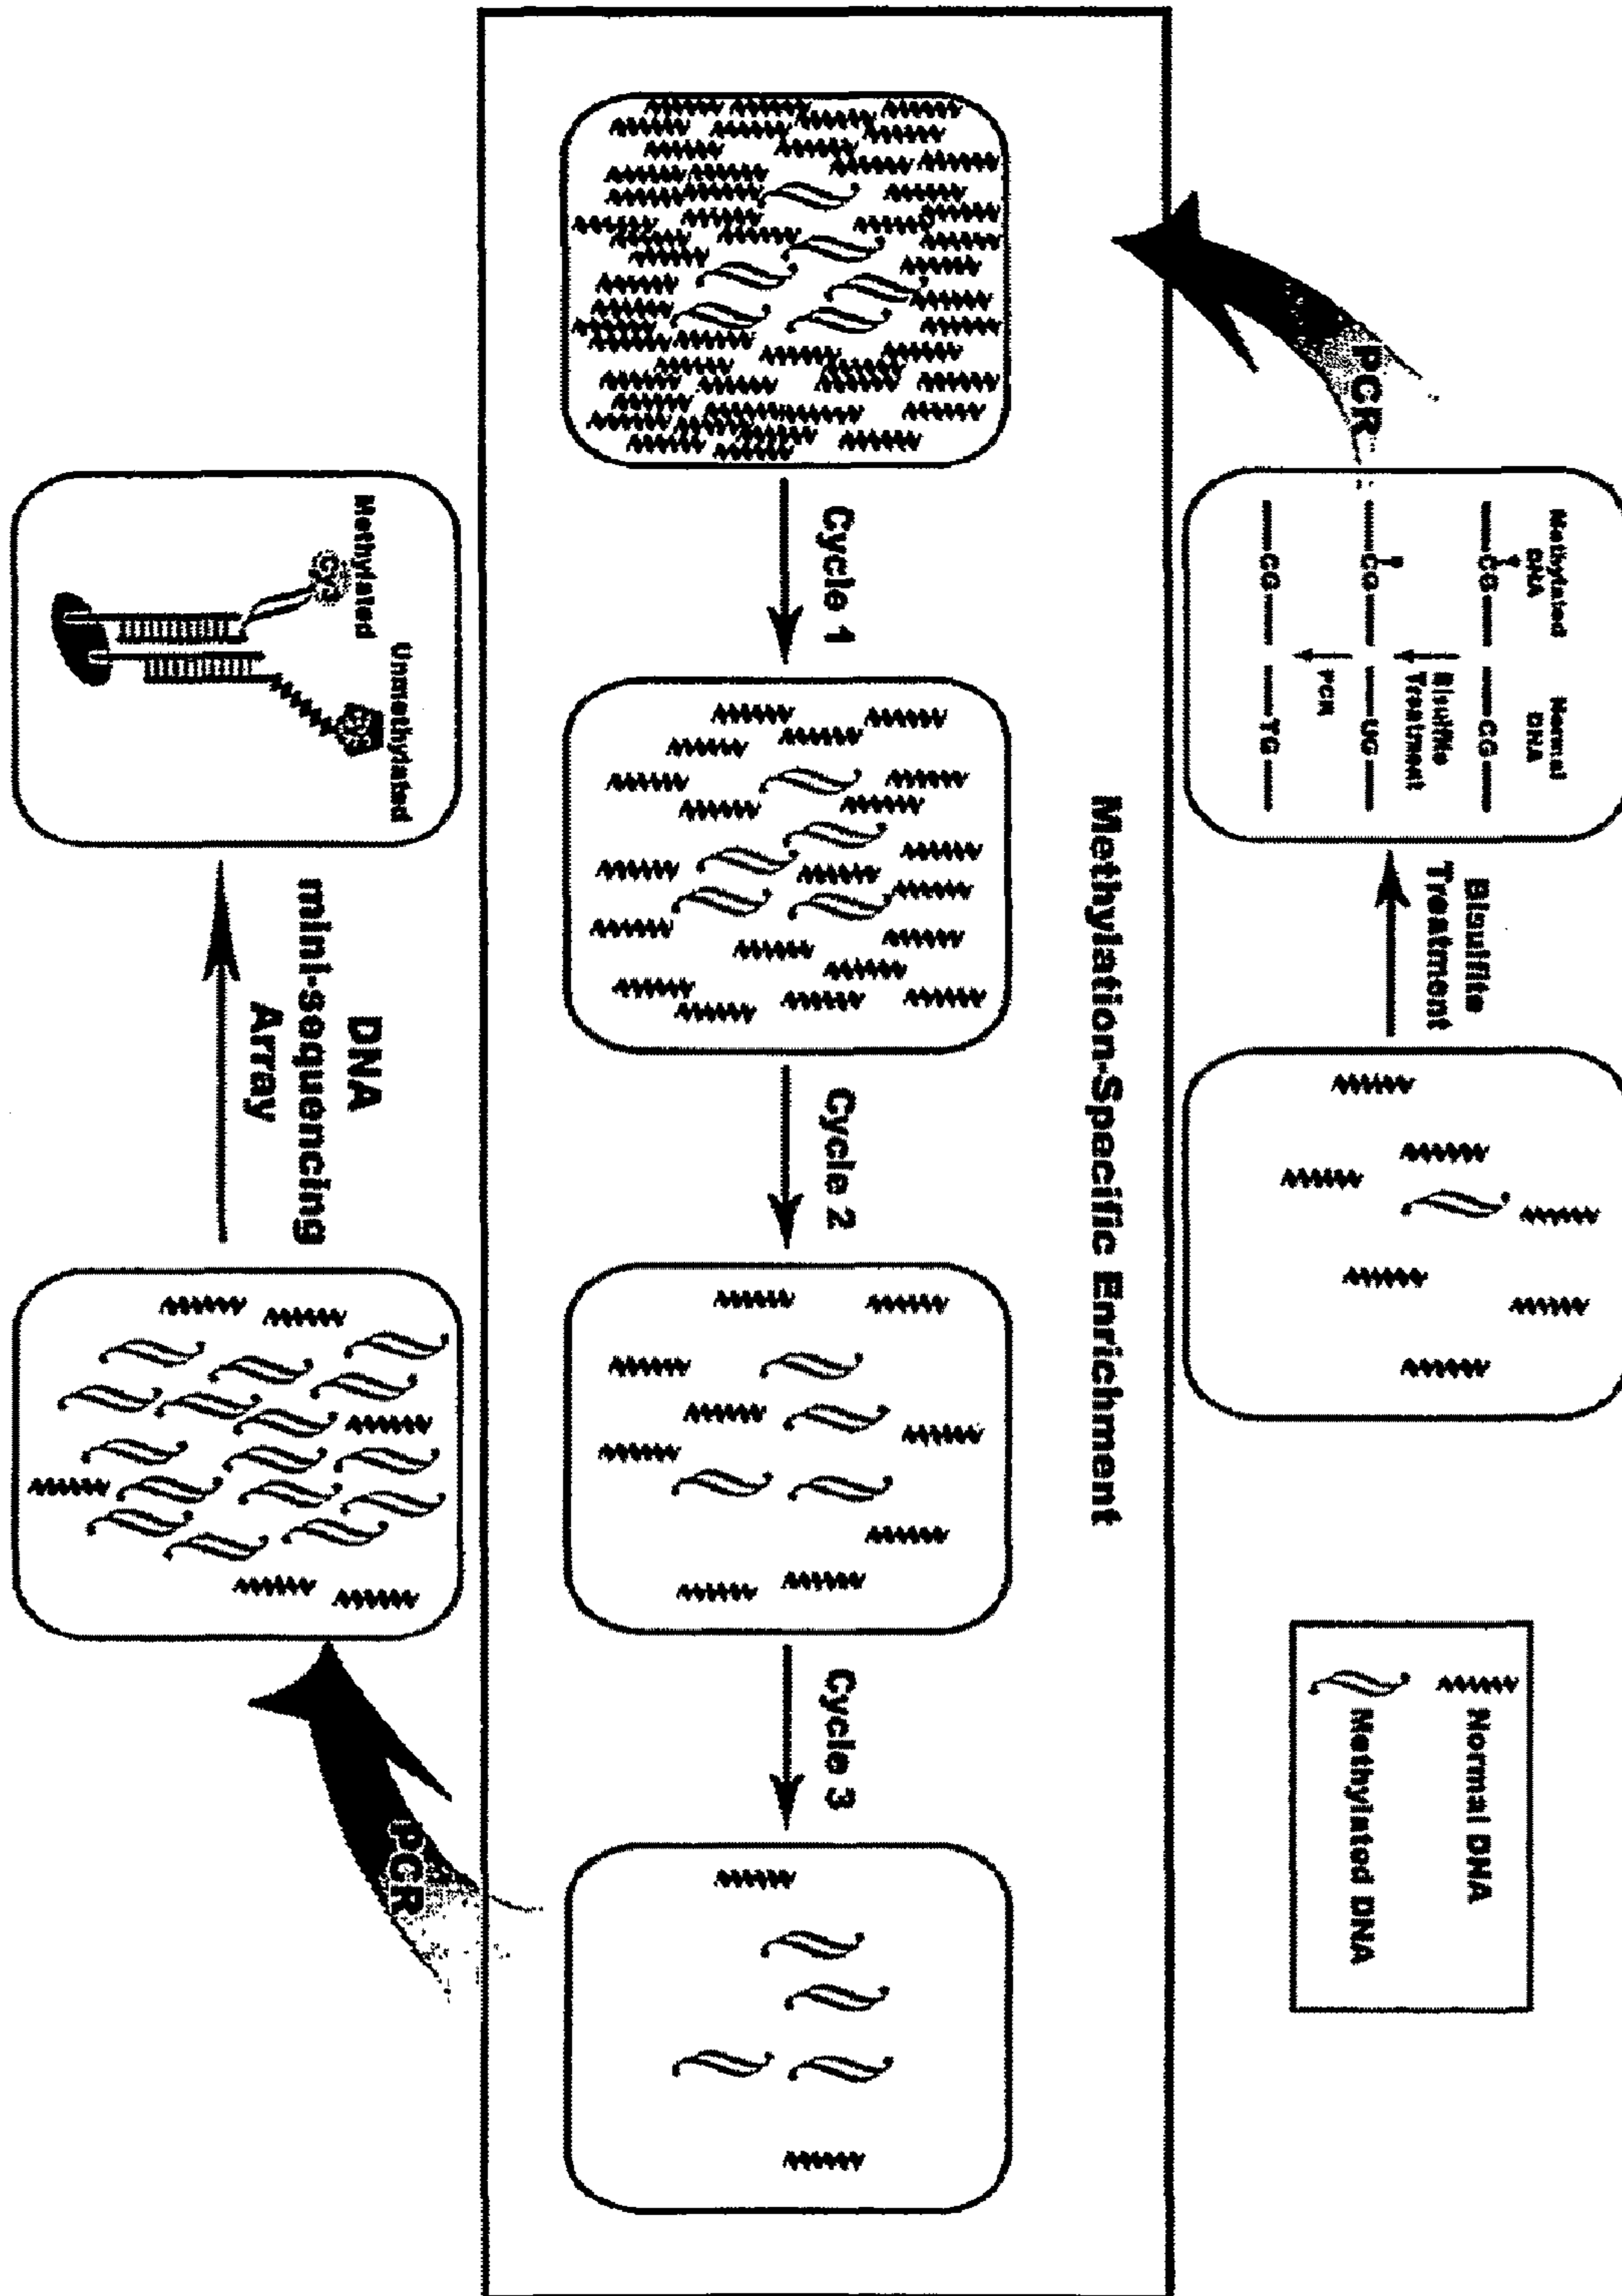 Methylated Normal
DNA DNA
CG CG
Bisulfite
Treatment
CG UG
PCR
CG TG
Bisulfite
Treatment
Normal DNA
Methylated DNA
PCR
Methylation-Specific Enrichment
Cycle 1
Cycle 2
Cycle 3
PCR
DNA
mini-sequencing
Array
Unmethylated
Methylated
Cy3